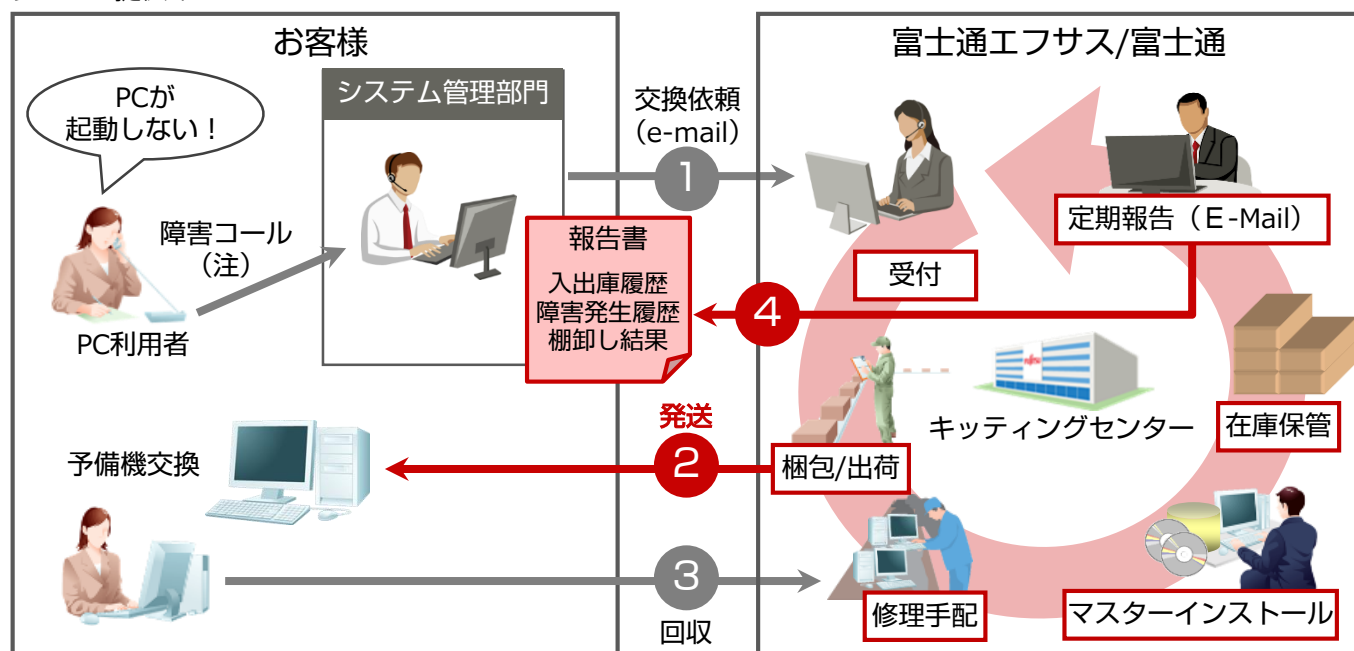 お客様
富士通エフサス/富士通
PCが
起動しない！
システム管理部門
交換依頼
（e-mail）
1
障害コール
（注）
PC利用者
報告書
入出庫履歴
障害発生履歴
棚卸し結果
定期報告（E-Mail）
受付
4
キッティングセンター
在庫保管
発送
2
梱包/出荷
予備機交換
3
回収
修理手配
マスターインストール